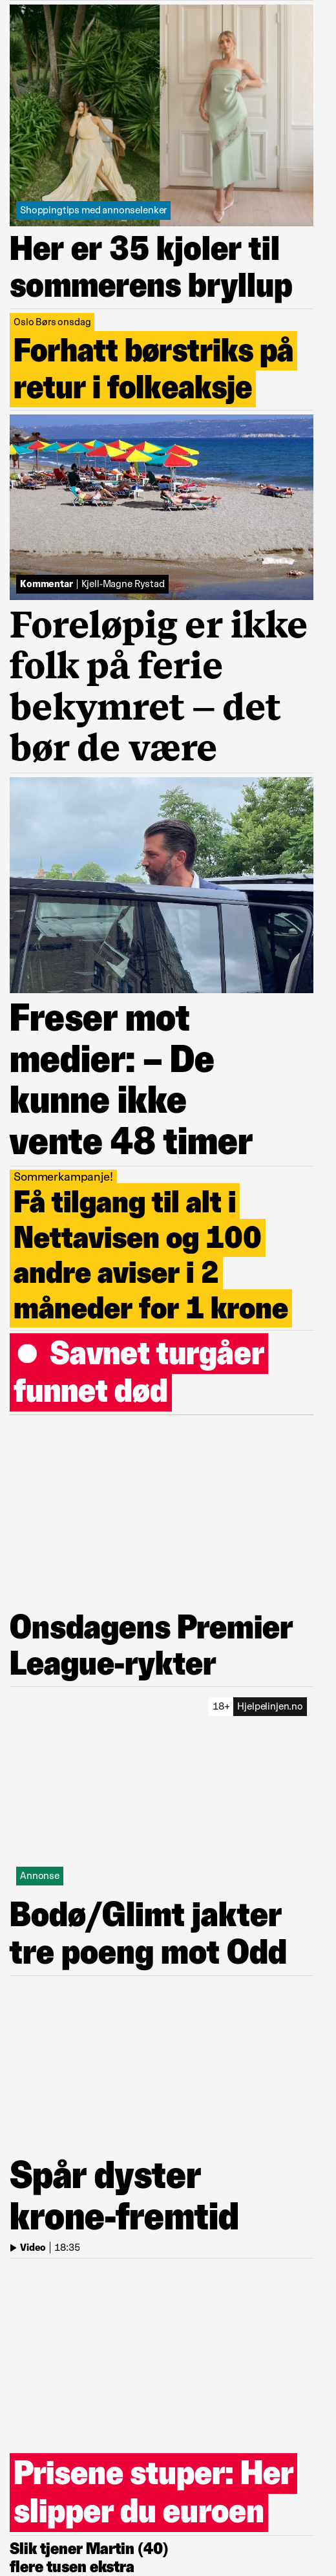 Shoppingtips med annonselenker
Her er 35 kjoler til
sommerens bryllup
Oslo Børs onsdag
Forhatt børstriks på
retur i folkeaksje
Kommentar | Kjell-Magne Rystad
Foreløpig er ikke
folk på ferie
bekymret – det
bør de være
Freser mot
medier: – De
kunne ikke
vente 48 timer
Sommerkampanje!
Få tilgang til alt i
Nettavisen og 100
andre aviser i 2
måneder for 1 krone
Savnet turgåer
funnet død
Onsdagens Premier
League-rykter
18+ Hjelpelinjen.no
Annonse
Bodø/Glimt jakter
tre poeng mot Odd
Spår dyster
krone-fremtid
Video | 18:35
Prisene stuper: Her
slipper du euroen
Slik tjener Martin (40)
flere tusen ekstra